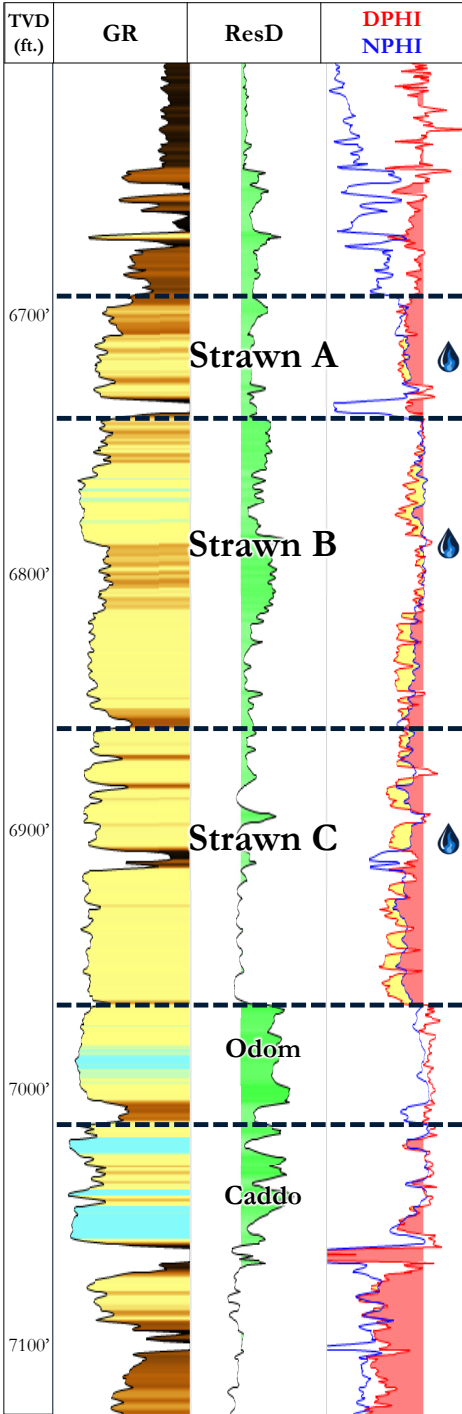 TVD
(ft.)
GR
ResD
DPHI
NPHI
6700'
Strawn A
Strawn B
6800'
Strawn C
6900'
Odom
7000'
Caddo
7100'